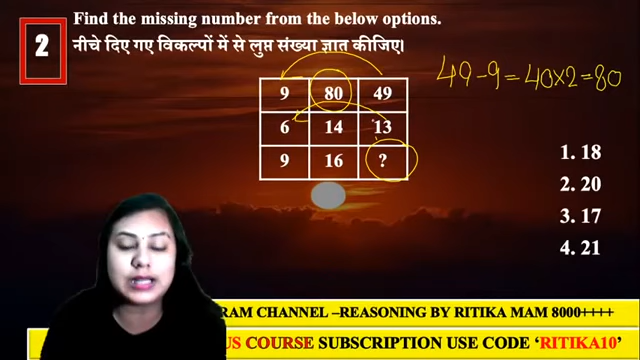 Find the missing number from the below options.
2
नीचे दिए गए विकल्पों में से लुप्त संख्या ज्ञात कीजिए।
49-9=40×2=80
9 80 49
6 14 13
9 16 ?
1. 18
2. 20
3. 17
4. 21
RAM CHANNEL –REASONING BY RITIKA MAM 8000++++
US COURSE SUBSCRIPTION USE CODE ‘RITIKA10’